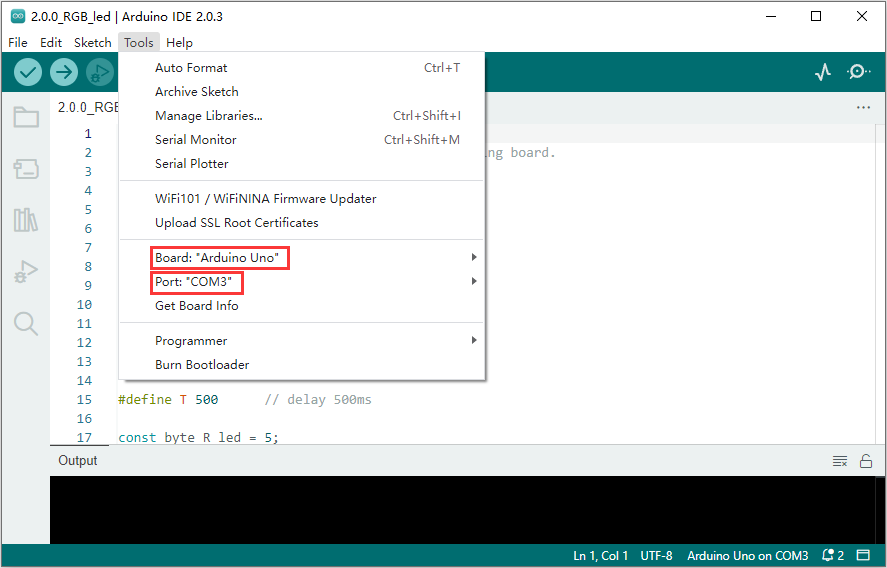 2.0.0_RGB_led | Arduino IDE 2.0.3
File Edit Sketch Tools Help
2.0.0_RGB
Auto Format Ctrl+T
Archive Sketch
Manage Libraries... Ctrl+Shift+I
Serial Monitor Ctrl+Shift+M
Serial Plotter
WiFi101 / WiFiNINA Firmware Updater
Upload SSL Root Certificates
Board: "Arduino Uno"
Port: "COM3"
Get Board Info
Programmer
Burn Bootloader
1
2 ng board.
3
4
5
6
7
8
9
10
11
12
13
14
15 #define T 500 // delay 500ms
16
17 const byte R_led = 5;
Output
Ln 1, Col 1 UTF-8 Arduino Uno on COM3 2